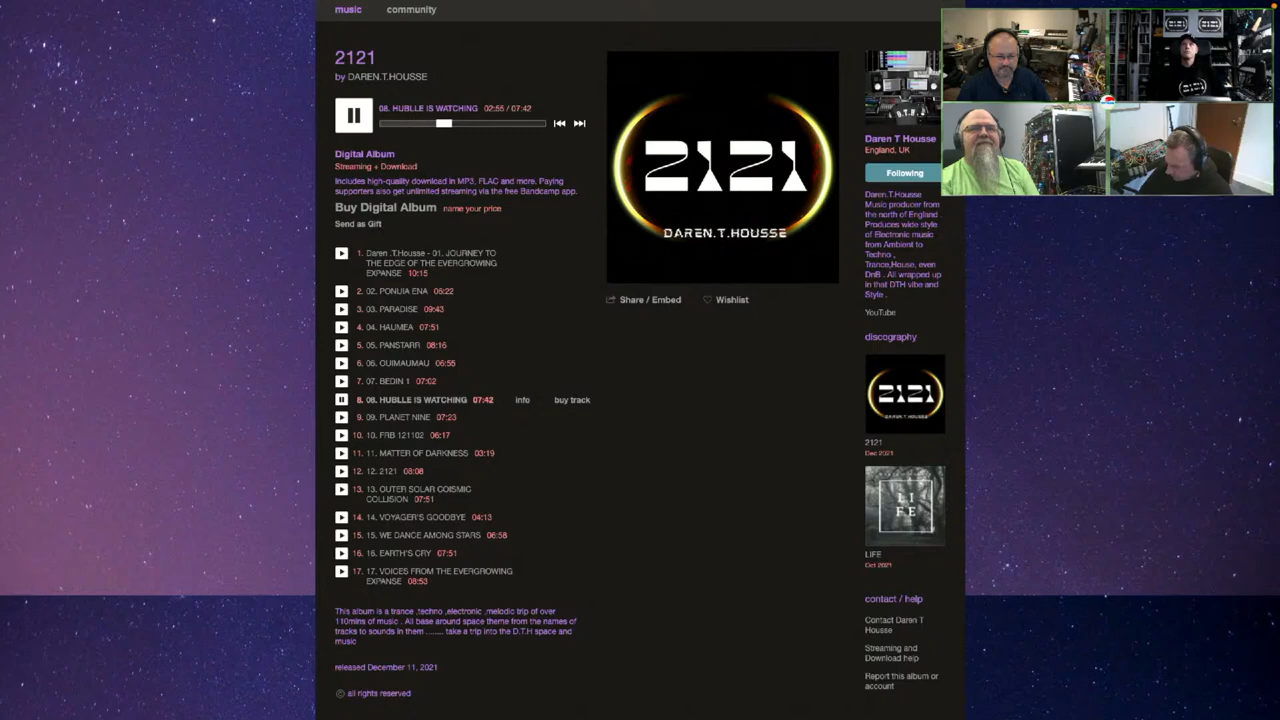 music community
2121
by DAREN.T.HOUSSE
08. HUBLLE IS WATCHING 02:55 / 07:42
Digital Album
Streaming + Download
Includes high-quality download in MP3, FLAC and more. Paying
supporters also get unlimited streaming via the free Bandcamp app.
Buy Digital Album name your price
Send as Gift
1. Daren .T.Housse - 01. JOURNEY TO
THE EDGE OF THE EVERGROWING
EXPANSE 10:15
2. 02. PONUIA ENA 06:22
3. 03. PARADISE 09:43
4. 04. HAUMEA 07:51
5. 05. PANSTARR 08:16
6. 06. OUIMAUMAU 06:55
7. 07. BEDIN 1 07:02
8. 08. HUBLLE IS WATCHING 07:42 info buy track
9. 09. PLANET NINE 07:23
10. 10. FRB 121102 06:17
11. 11. MATTER OF DARKNESS 03:19
12. 12. 2121 08:08
13. 13. OUTER SOLAR COISMIC
COLLISION 07:51
14. 14. VOYAGER'S GOODBYE 04:13
15. 15. WE DANCE AMONG STARS 06:58
16. 16. EARTH'S CRY 07:51
17. 17. VOICES FROM THE EVERGROWING
EXPANSE 08:53
This album is a trance ,techno ,electronic ,melodic trip of over
110mins of music . All base around space theme from the names of
tracks to sounds in them ........ take a trip into the D.T.H space and
music
released December 11, 2021
© all rights reserved
2121
DAREN.T.HOUSSE
Share / Embed Wishlist
D.T.H
Daren T Housse
England, UK
Following
Daren.T.Housse
Music producer from
the north of England .
Produces wide style
of Electronic music
from Ambient to
Techno ,
Trance,House, even
DnB . All wrapped up
in that DTH vibe and
Style .
YouTube
discography
2121
DAREN.T.HOUSSE
2121
Dec 2021
LI
FE
LIFE
Oct 2021
contact / help
Contact Daren T
Housse
Streaming and
Download help
Report this album or
account